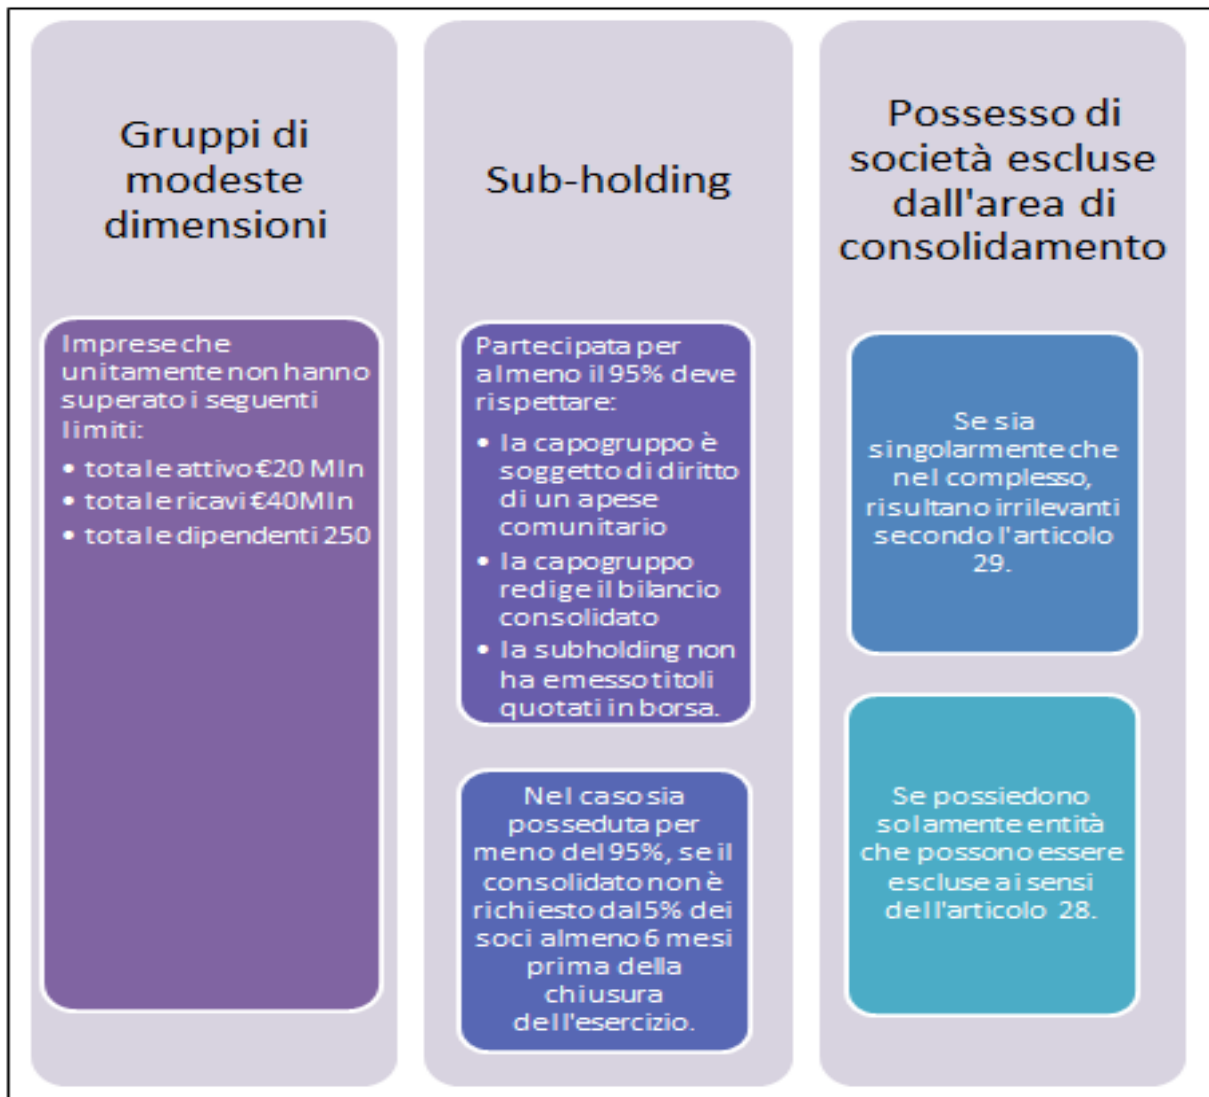 Gruppi di
modeste
dimensioni
Imprese che
unitamente non hanno
superato i seguenti
limiti:
• totale attivo €20 Mln
• totale ricavi €40Mln
• totale dipendenti 250
Sub-holding
Partecipata per
almeno il 95% deve
rispettare:
• la capogruppo è
soggetto di diritto
di un apese
comunitario
• la capogruppo
redige il bilancio
consolidato
• la subholding non
ha emesso titoli
quotati in borsa.
Nel caso sia
posseduta per
meno del 95%, se il
consolidato non è
richiesto dal 5% dei
soci almeno 6 mesi
prima della
chiusura
dell'esercizio.
Possesso di
società escluse
dall'area di
consolidamento
Se sia
singolarmente che
nel complesso,
risultano irrilevanti
secondo l'articolo
29.
Se possiedono
solamente entità
che possono essere
escluse ai sensi
dell'articolo 28.